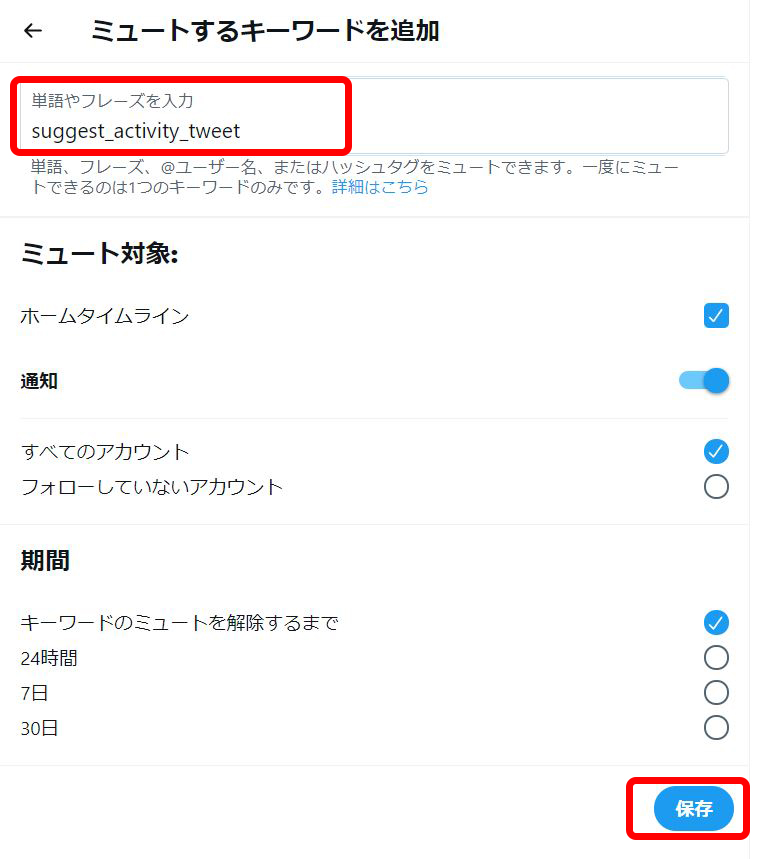 ミュートするキーワードを追加
単語やフレーズを入力
suggest_activity_tweet
単語、フレーズ、@ユーザー名、またはハッシュタグをミュートできます。一度にミュー
トできるのは1つのキーワードのみです。詳細はこちら
ミュート対象:
ホームタイムライン
通知
すべてのアカウント
フォローしていないアカウント
期間
キーワードのミュートを解除するまで
24時間
7日
30日
保存